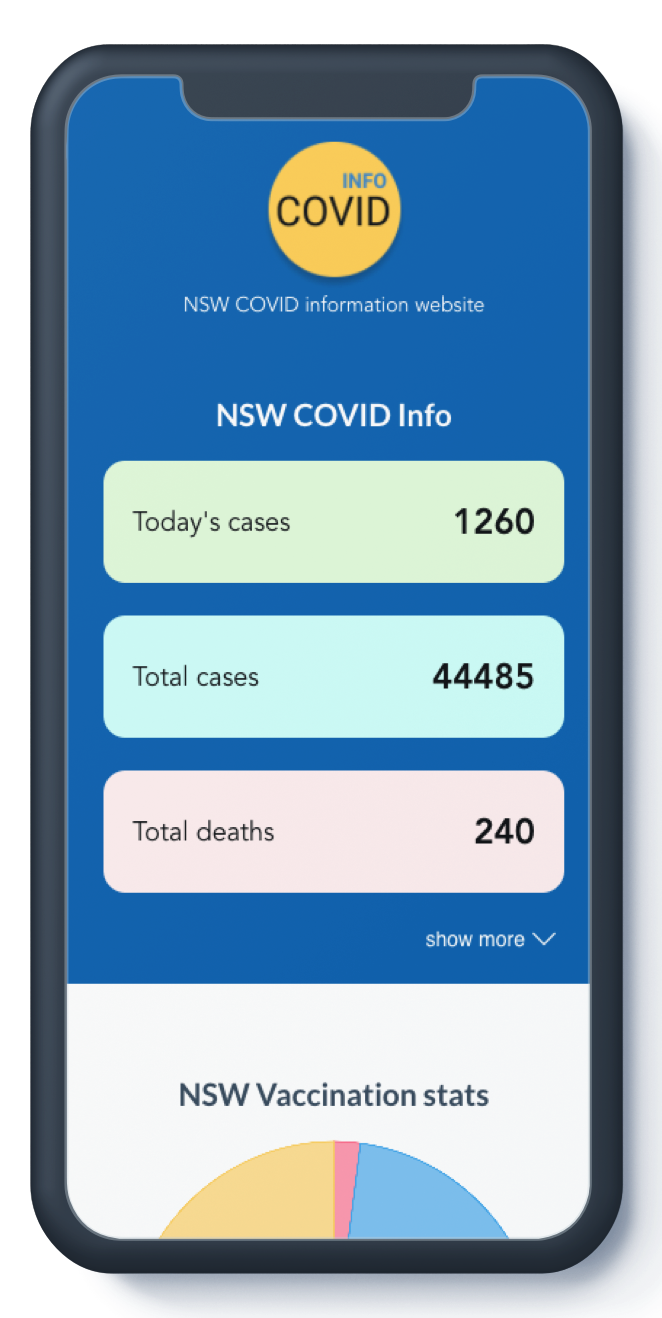 INFO
COVID
NSW COVID information website
NSW COVID Info
Today's cases 1260
Total cases 44485
Total deaths 240
show more
NSW Vaccination stats